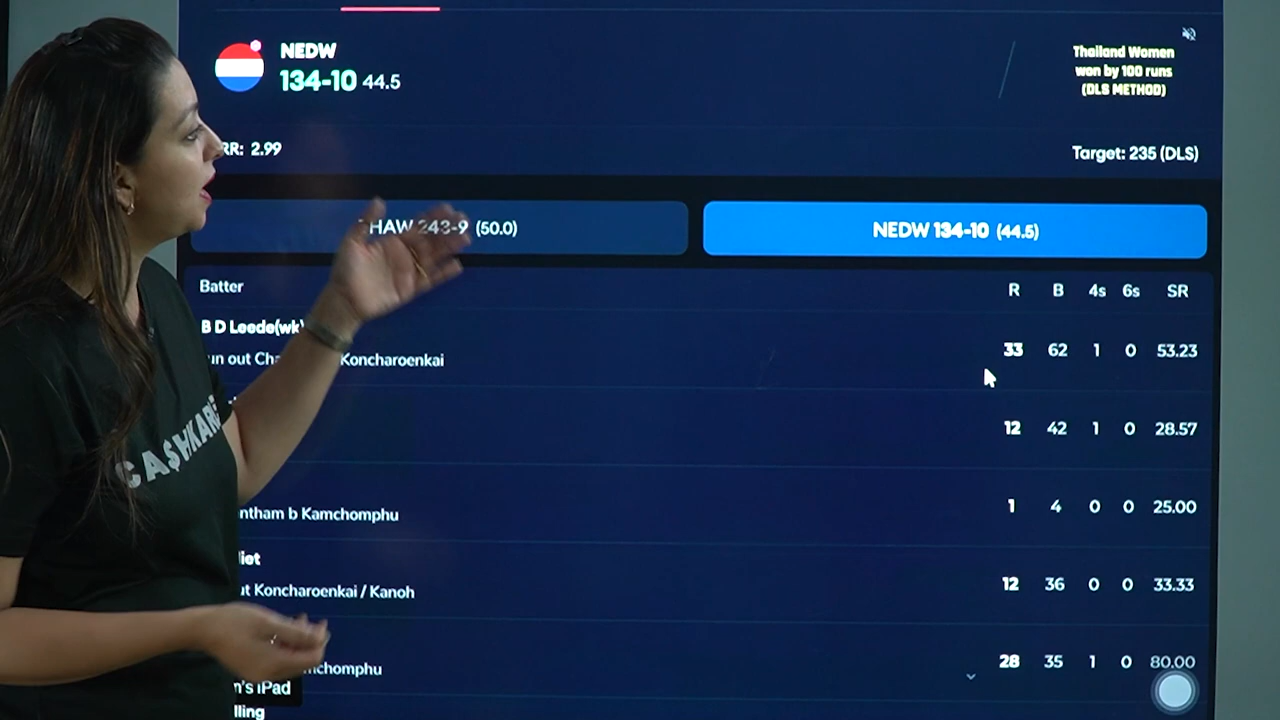 NEDW
134-10 44.5
Thailand Women
won by 100 runs
(DLS METHOD)
RR: 2.99
Target: 235 (DLS)
HAW 243-9 (50.0)
NEDW 134-10 (44.5)
Batter R B 4s 6s SR
B D Leede(wk)
out Koncharoenkai
33 62 1 0 53.23
12 42 1 0 28.57
b Kamchomphu
1 4 0 0 25.00
Koncharoenkai / Kanoh
12 36 0 0 33.33
28 35 1 0 80.00
iPad
CASHKARO